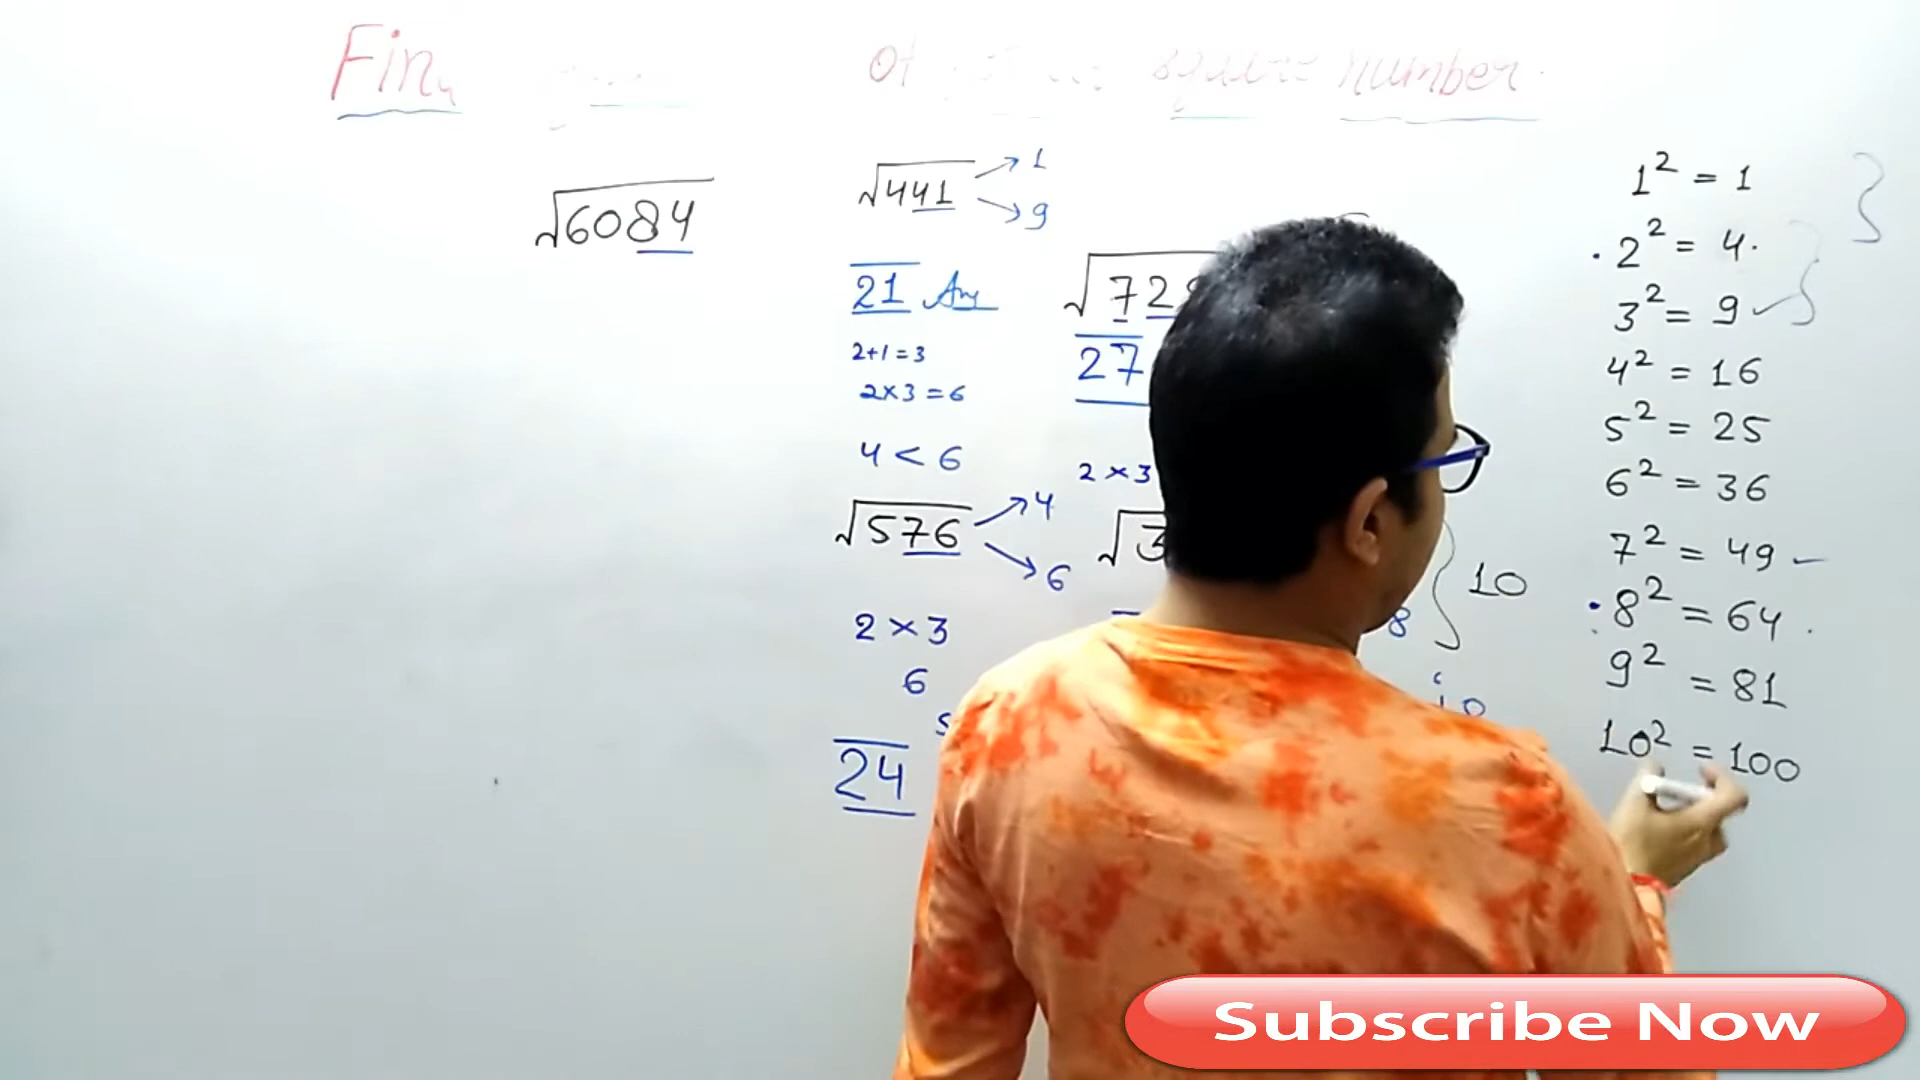 Fin
of square number.
√6084
√441
1
9
21 Ans
2+1=3
2×3=6
4<6
√72
27
2×3
√576
4
6
2×3
6
24
√3
8
10
10
1² = 1
2² = 4
3² = 9
4² = 16
5² = 25
6² = 36
7² = 49
8² = 64
9² = 81
10² = 100
Subscribe Now